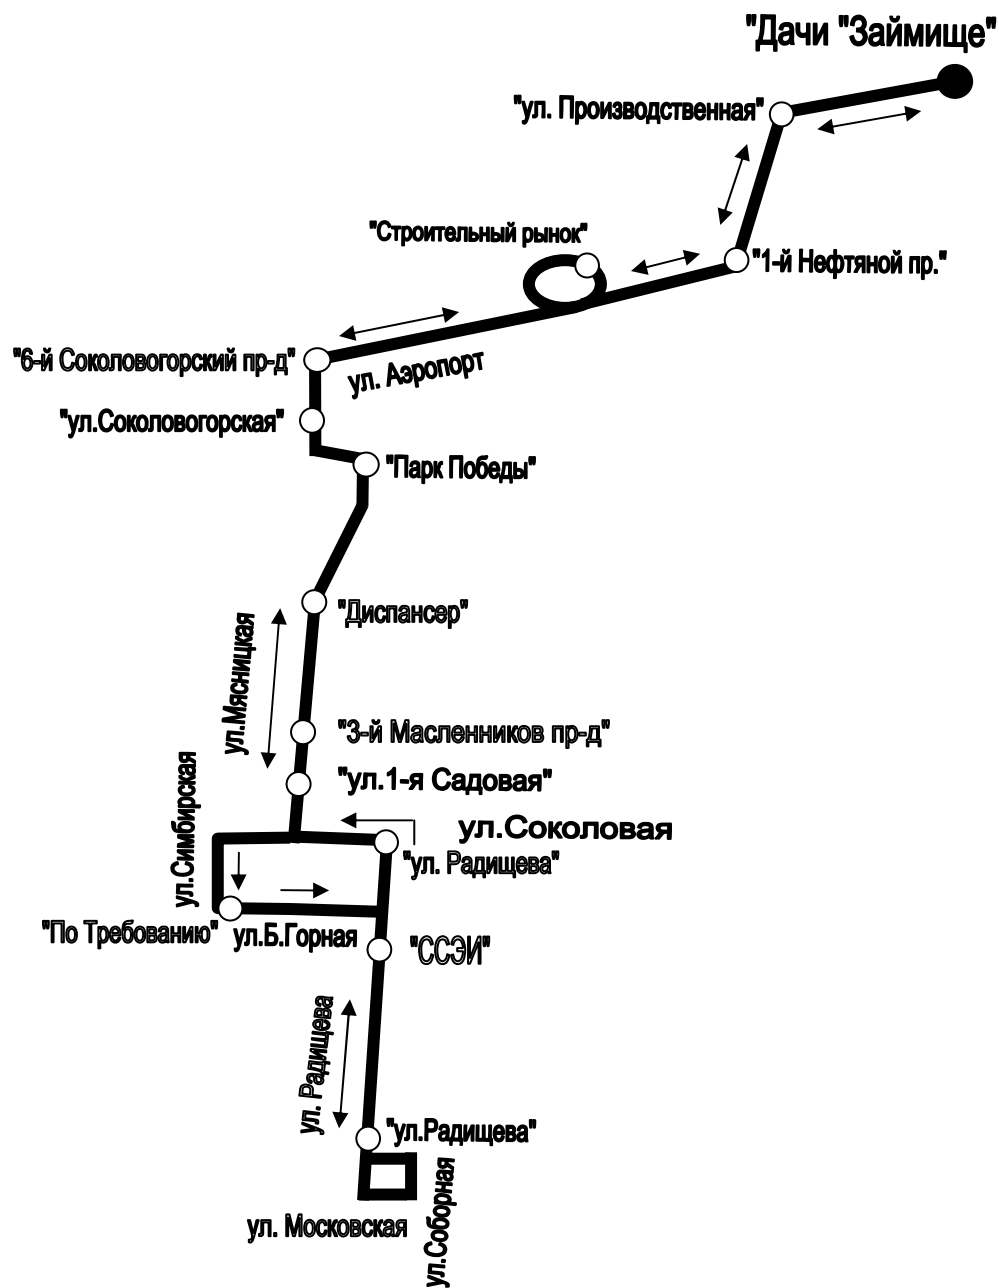 "Дачи "Займище"
"ул. Производственная"
"Строительный рынок"
"1-й Нефтяной пр."
"6-й Соколовогорский пр-д"
ул. Аэропорт
"ул.Соколовогорская"
"Парк Победы"
"Диспансер"
ул.Мясницкая
"3-й Масленников пр-д"
"ул.1-я Садовая"
ул.Симбирская
ул.Соколовая
"ул. Радищева"
"По Требованию"
ул.Б.Горная
"ССЭИ"
ул. Радищева
"ул.Радищева"
ул. Московская
ул.Соборная